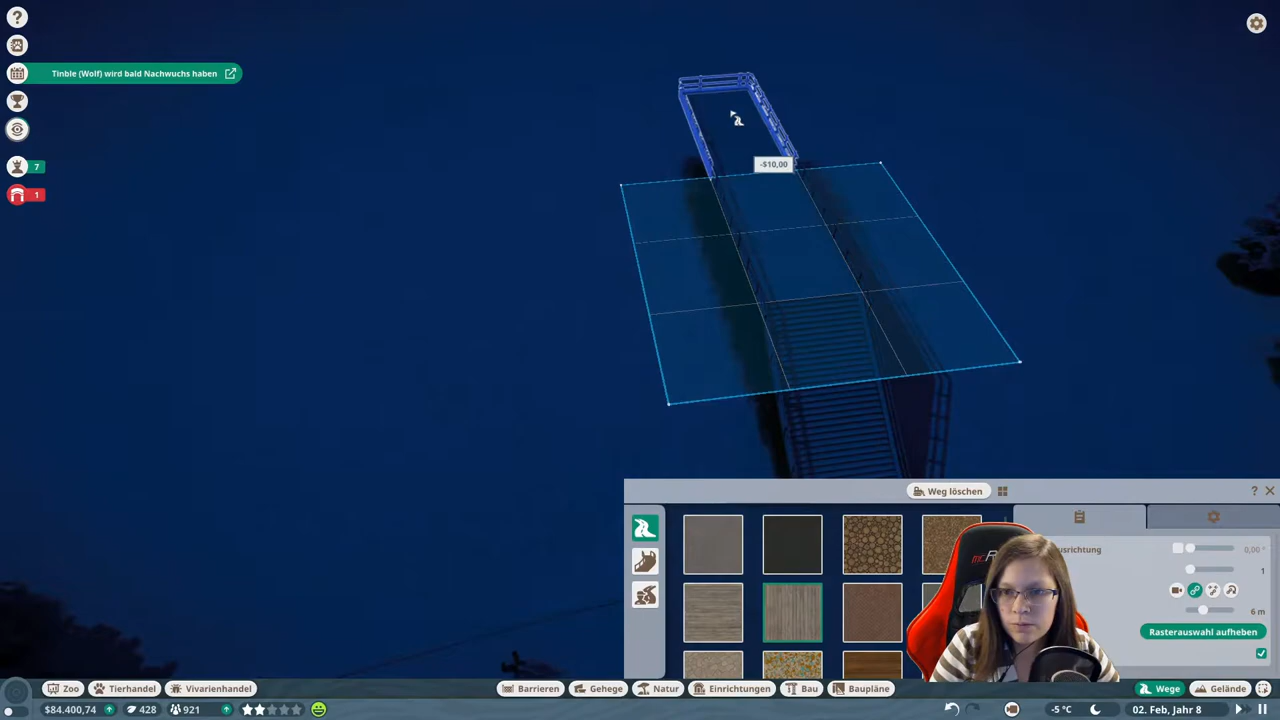 ?
Tinble (Wolf) wird bald Nachwuchs haben
7
1
-$10,00
Weg löschen
?
0,00 °
1
6 m
Rasterauswahl aufheben
Zoo
Tierhandel
Vivarienhandel
Barrieren
Gehege
Natur
Einrichtungen
Bau
Baupläne
Wege
Gelände
$84.400,74
428
921
-5 °C
02. Feb, Jahr 8